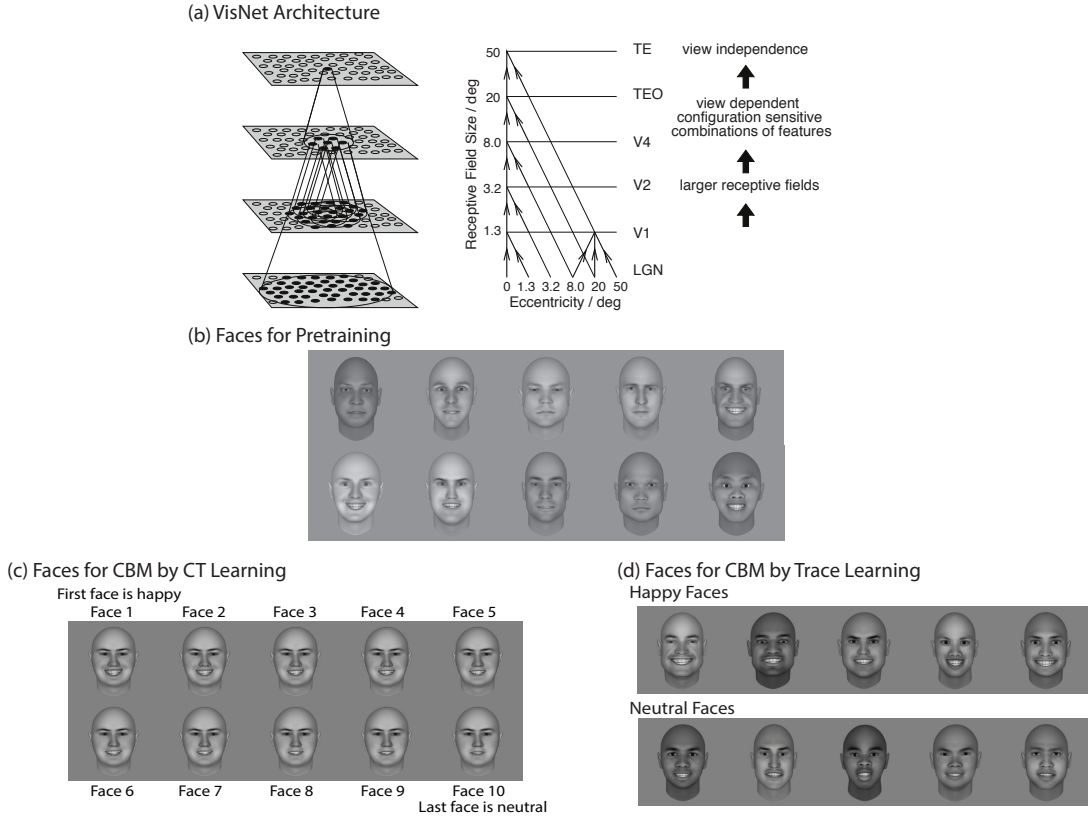 (a) VisNet Architecture
Receptive Field Size / deg
50
20
8.0
3.2
1.3
TE
TEO
V4
V2
V1
LGN
view independence
view dependent
configuration sensitive
combinations of features
larger receptive fields
0 1.3 3.2 8.0 20 50
Eccentricity / deg
(b) Faces for Pretraining
(c) Faces for CBM by CT Learning
First face is happy
Face 1 Face 2 Face 3 Face 4 Face 5
Face 6 Face 7 Face 8 Face 9 Face 10
Last face is neutral
(d) Faces for CBM by Trace Learning
Happy Faces
Neutral Faces